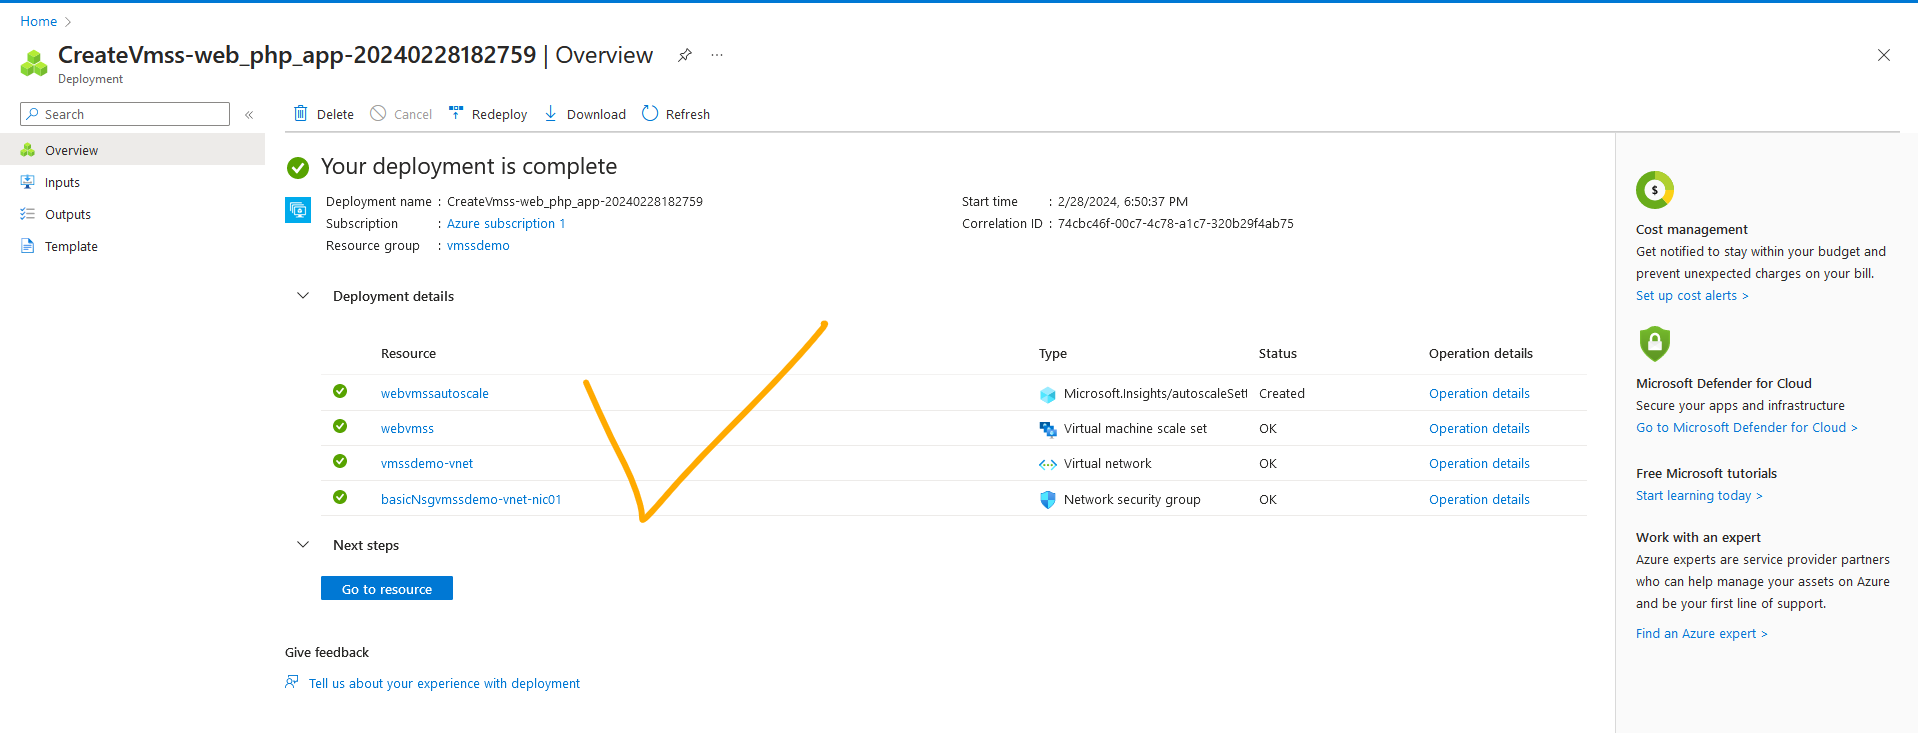 Home >
CreateVmss-web_php_app-20240228182759 | Overview ...
Deployment
Search «
Overview
Inputs
Outputs
Template
Delete Cancel Redeploy Download Refresh
Your deployment is complete
Deployment name : CreateVmss-web_php_app-20240228182759
Subscription : Azure subscription 1
Resource group : vmssdemo
Start time : 2/28/2024, 6:50:37 PM
Correlation ID : 74cbc46f-00c7-4c78-a1c7-320b29f4ab75
Deployment details
Resource Type Status Operation details
webvmssautoscale Microsoft.Insights/autoscaleSett Created Operation details
webvmss Virtual machine scale set OK Operation details
vmssdemo-vnet Virtual network OK Operation details
basicNsgvmssdemo-vnet-nic01 Network security group OK Operation details
Next steps
Go to resource
Give feedback
Tell us about your experience with deployment
$
Cost management
Get notified to stay within your budget and
prevent unexpected charges on your bill.
Set up cost alerts >
Microsoft Defender for Cloud
Secure your apps and infrastructure
Go to Microsoft Defender for Cloud >
Free Microsoft tutorials
Start learning today >
Work with an expert
Azure experts are service provider partners
who can help manage your assets on Azure
and be your first line of support.
Find an Azure expert >